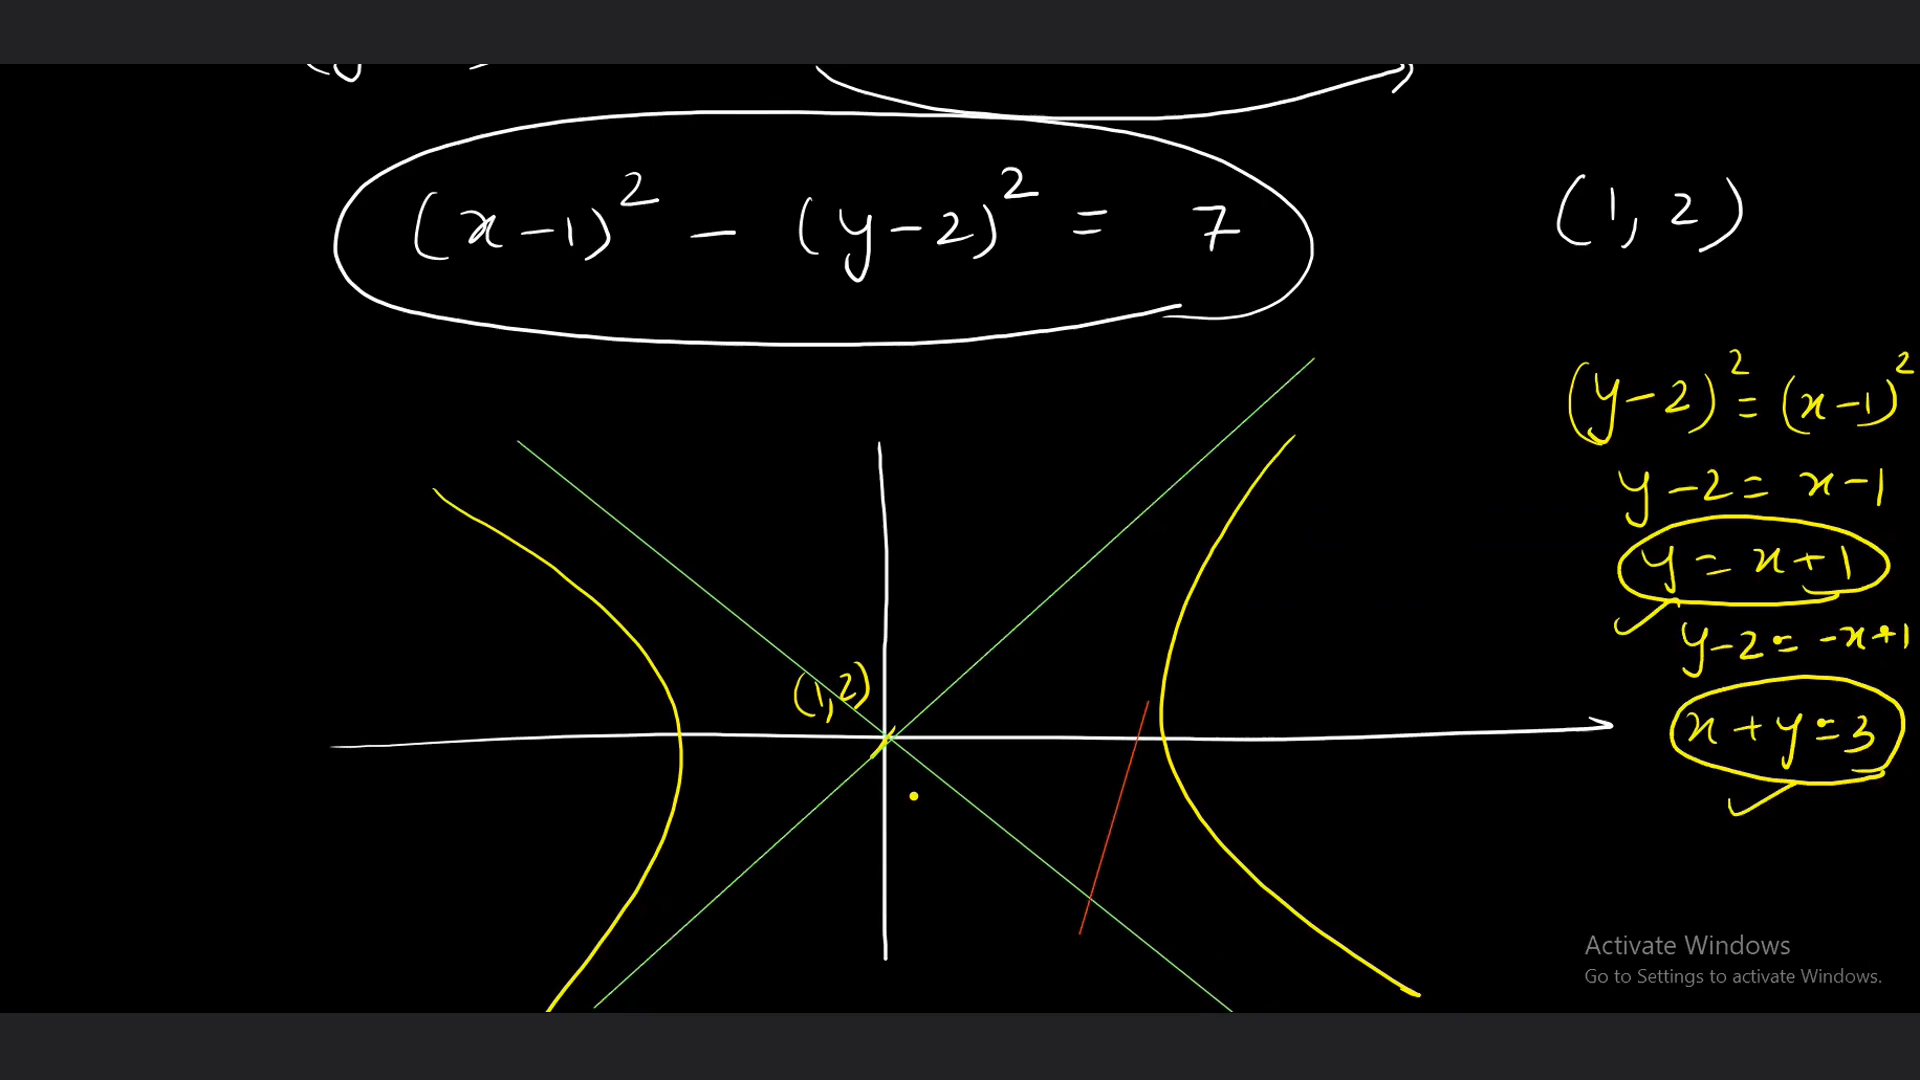 (x-1)² - (y-2)² = 7
(1, 2)
(y-2)² = (x-1)²
y-2 = x-1
y = x+1
y-2 = -x+1
x+y = 3
(1, 2)
Activate Windows
Go to Settings to activate Windows.